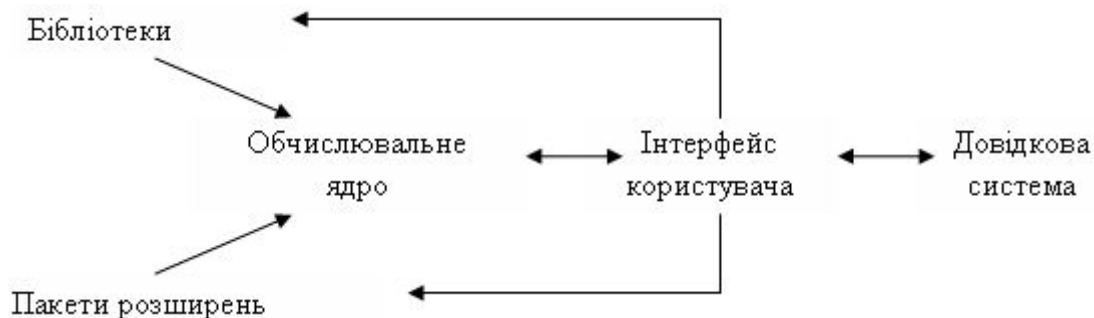 Бібліотеки
Обчислювальне
ядро
Інтерфейс
користувача
Довідкова
система
Пакети розширень